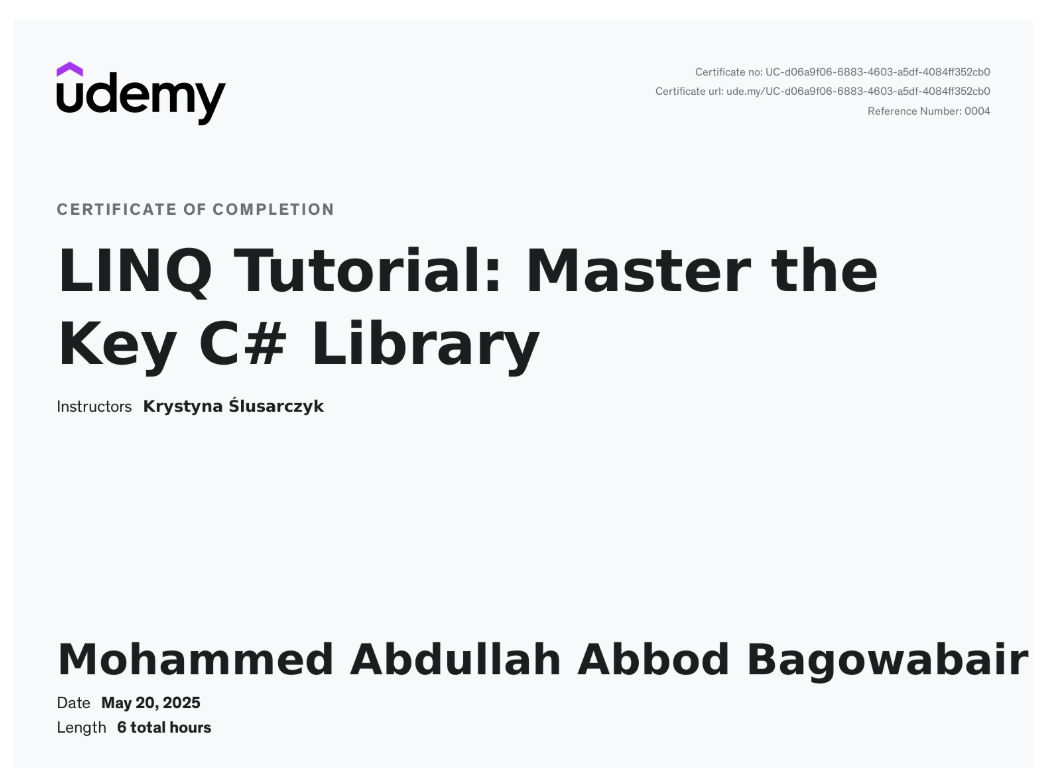 udemy
Certificate no: UC-d06a9f06-6883-4603-a5df-4084ff352cb0
Certificate url: ude.my/UC-d06a9f06-6883-4603-a5df-4084ff352cb0
Reference Number: 0004
CERTIFICATE OF COMPLETION
LINQ Tutorial: Master the
Key C# Library
Instructors Krystyna Ślusarczyk
Mohammed Abdullah Abbod Bagowabair
Date May 20, 2025
Length 6 total hours